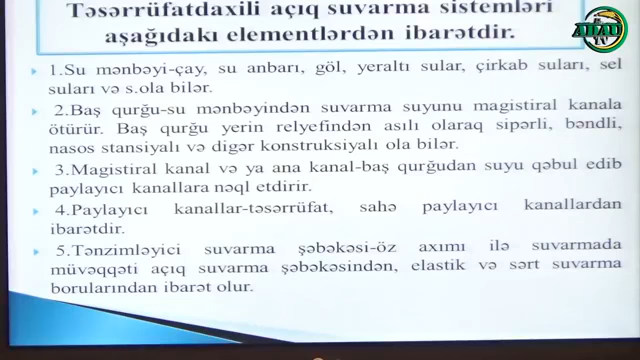 Təsərrüfatdaxili açıq suvarma sistemləri
aşağıdakı elementlərdən ibarətdir.
1.Su mənbəyi-çay, su anbarı, göl, yeraltı sular, çirkab suları, sel
suları və s.ola bilər.
2.Baş qurğu-su mənbəyindən suvarma suyunu magistiral kanala
ötürür. Baş qurğu yerin relyefindən asılı olaraq sipərli, bəndli,
nasos stansiyalı və digər konstruksiyalı ola bilər.
3.Magistiral kanal və ya ana kanal-baş qurğudan suyu qəbul edib
paylayıcı kanallara nəql etdirir.
4.Paylayıcı kanallar-təsərrüfat, sahə paylayıcı kanallardan
ibarətdir.
5.Tənzimləyici suvarma şəbəkəsi-öz axımı ilə suvarmada
müvəqqəti açıq suvarma şəbəkəsindən, elastik və sərt suvarma
borularından ibarət olur.
ADAU